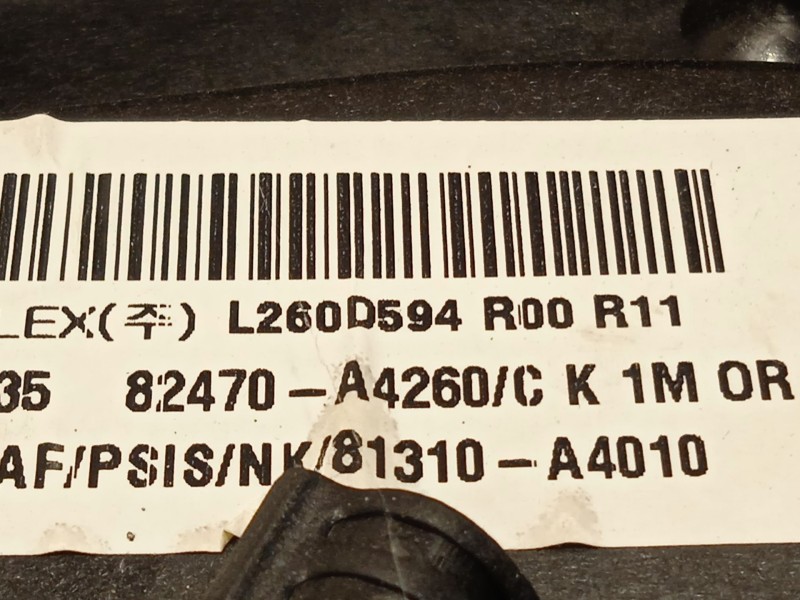 LEX(주) L260D594 R00 R11
35 82470-A4260/C K 1M OR
AF/PSIS/NK/81310-A4010